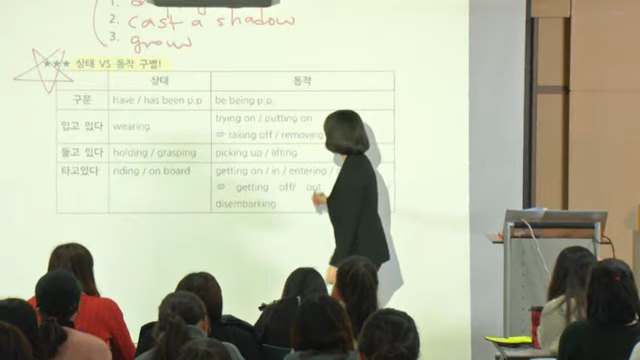 1.
2. cast a shadow
3. grow
★★★ 상태 VS 동작 구별!
상태 동작
구문 have / has been p.p be being p.p.
입고 있다 wearing trying on / putting on
⇔ taking off / removing
들고 있다 holding / grasping picking up / lifting
타고있다 riding / on board getting on / in / entering /
⇔ getting off/ out
disembarking